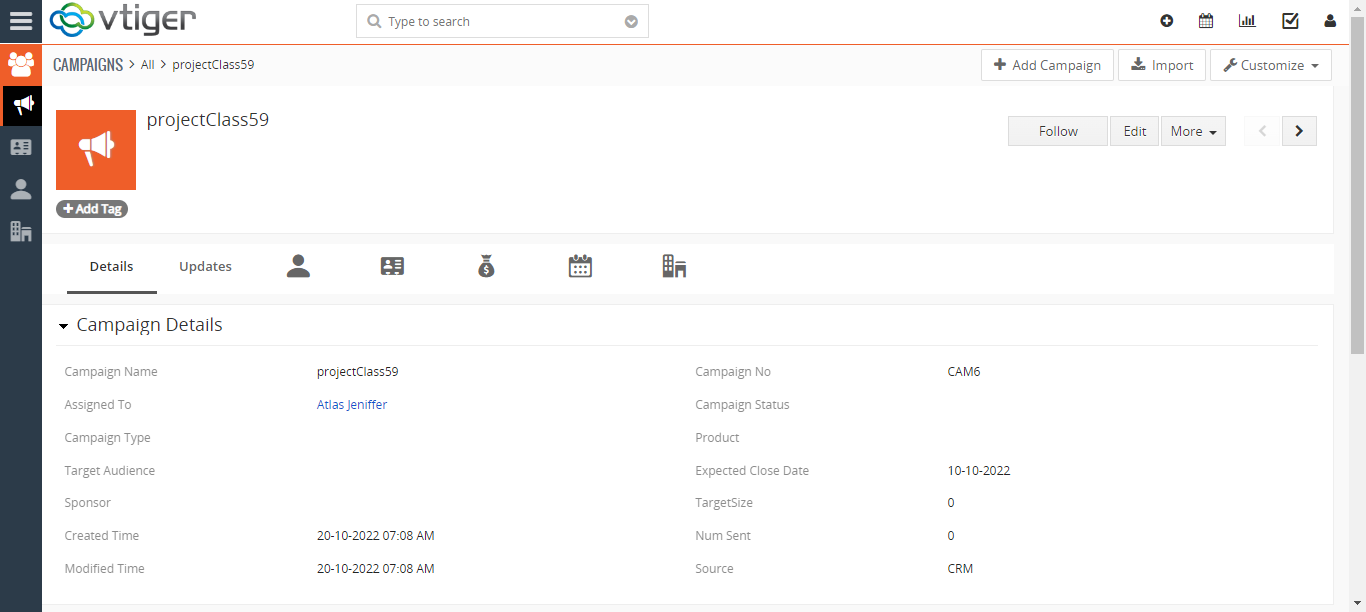 vtiger
Type to search
CAMPAIGNS > All > projectClass59
Add Campaign
Import
Customize
projectClass59
Follow
Edit
More
Add Tag
Details
Updates
Campaign Details
Campaign Name projectClass59 Campaign No CAM6
Assigned To Atlas Jeniffer Campaign Status
Campaign Type Product
Target Audience Expected Close Date 10-10-2022
Sponsor TargetSize 0
Created Time 20-10-2022 07:08 AM Num Sent 0
Modified Time 20-10-2022 07:08 AM Source CRM